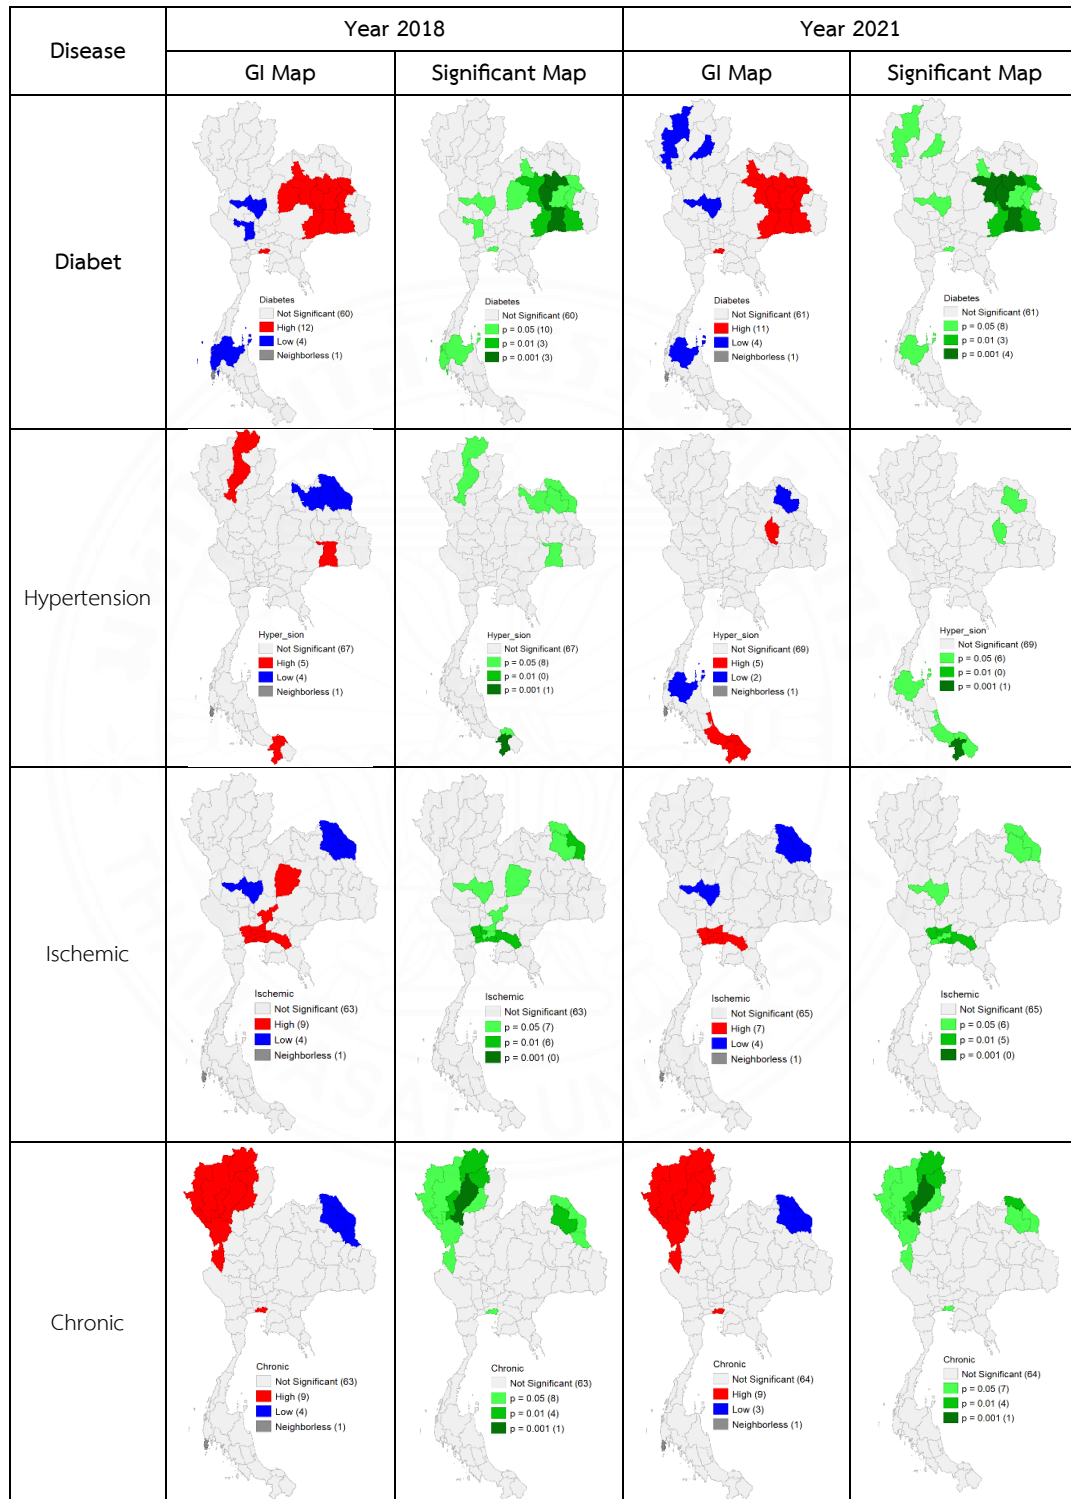 Disease
Year 2018
Year 2021
GI Map
Significant Map
GI Map
Significant Map
Diabet
Diabetes
Not Significant (60)
High (12)
Low (4)
Neighborless (1)
Diabetes
Not Significant (60)
p = 0.05 (10)
p = 0.01 (3)
p = 0.001 (3)
Diabetes
Not Significant (61)
High (11)
Low (4)
Neighborless (1)
Diabetes
Not Significant (61)
p = 0.05 (8)
p = 0.01 (3)
p = 0.001 (4)
Hypertension
Hyper_sion
Not Significant (67)
High (5)
Low (4)
Neighborless (1)
Hyper_sion
Not Significant (67)
p = 0.05 (8)
p = 0.01 (0)
p = 0.001 (1)
Hyper_sion
Not Significant (69)
High (5)
Low (2)
Neighborless (1)
Hyper_sion
Not Significant (69)
p = 0.05 (6)
p = 0.01 (0)
p = 0.001 (1)
Ischemic
Ischemic
Not Significant (63)
High (9)
Low (4)
Neighborless (1)
Ischemic
Not Significant (63)
p = 0.05 (7)
p = 0.01 (6)
p = 0.001 (0)
Ischemic
Not Significant (65)
High (7)
Low (4)
Neighborless (1)
Ischemic
Not Significant (65)
p = 0.05 (6)
p = 0.01 (5)
p = 0.001 (0)
Chronic
Chronic
Not Significant (63)
High (9)
Low (4)
Neighborless (1)
Chronic
Not Significant (63)
p = 0.05 (8)
p = 0.01 (4)
p = 0.001 (1)
Chronic
Not Significant (64)
High (9)
Low (3)
Neighborless (1)
Chronic
Not Significant (64)
p = 0.05 (7)
p = 0.01 (4)
p = 0.001 (1)